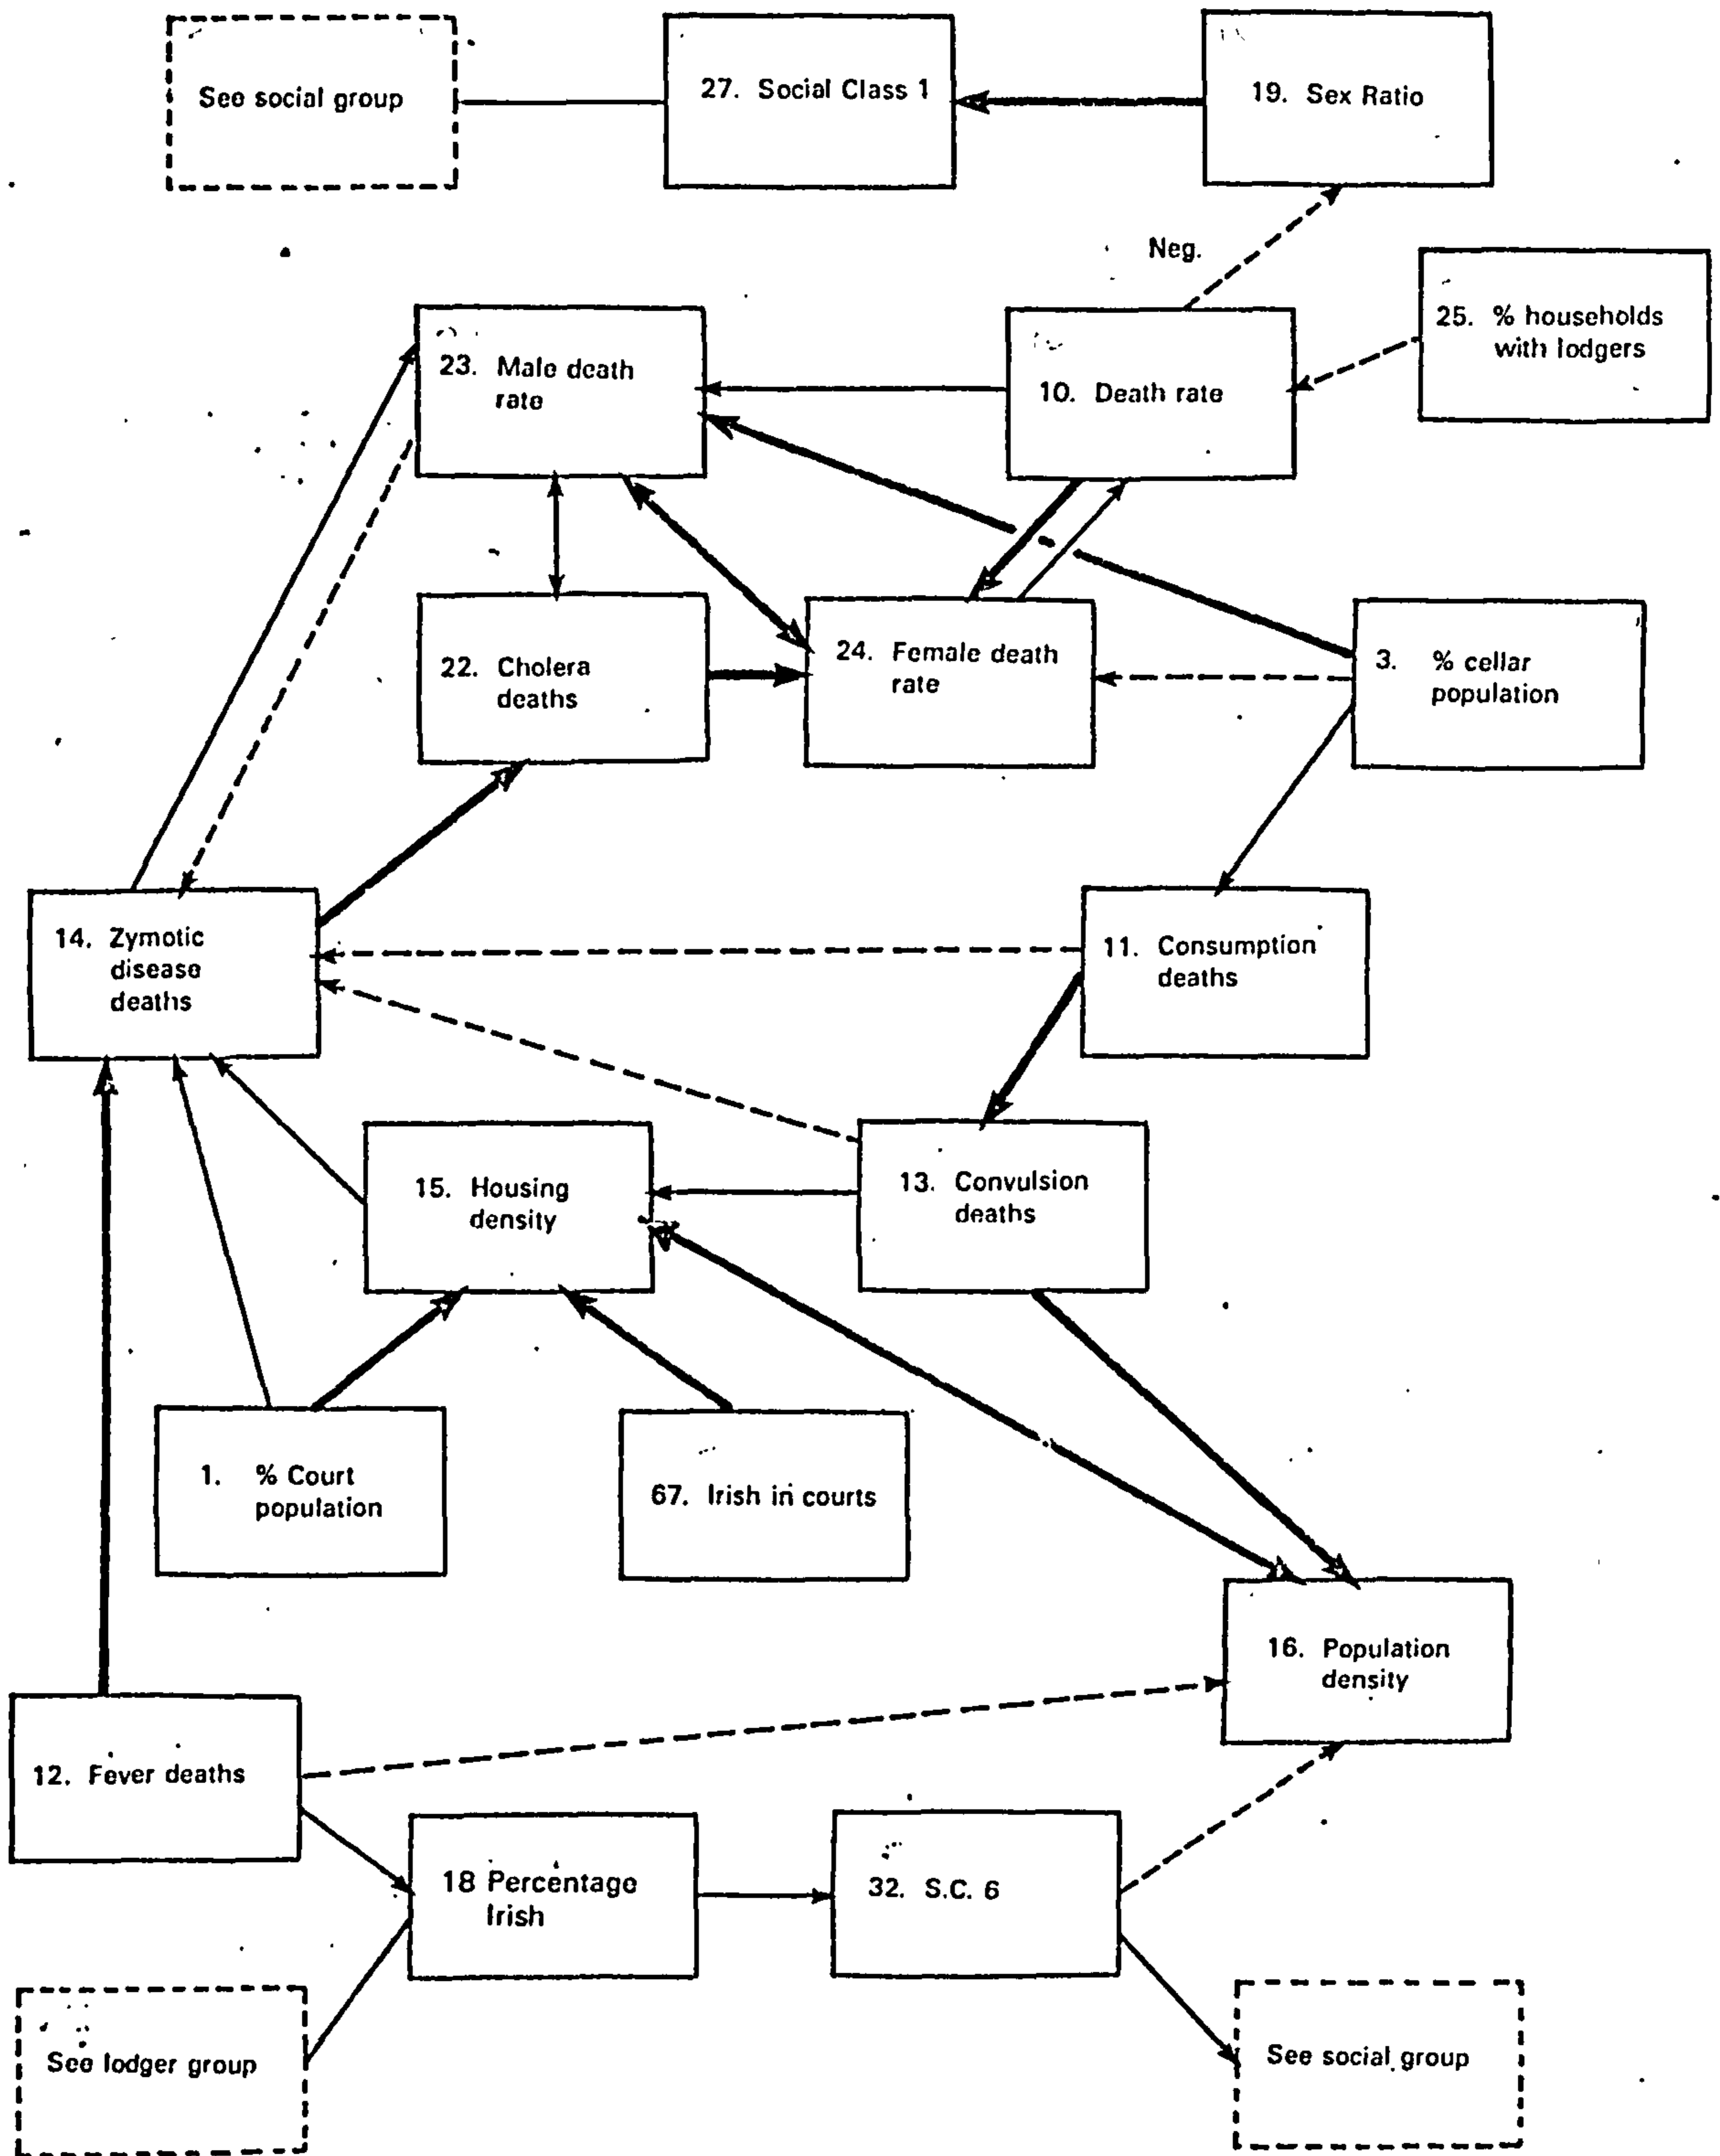 See social group
27. Social Class 1
19. Sex Ratio
Neg.
25. % households
with lodgers
23. Male death
rate
10. Death rate
22. Cholera
deaths
24. Female death
rate
3. % cellar
population
14. Zymotic
disease
deaths
11. Consumption
deaths
15. Housing
density
13. Convulsion
deaths
1. % Court
population
67. Irish in courts
16. Population
density
12. Fever deaths
18 Percentage
Irish
32. S.C. 6
See lodger group
See social group